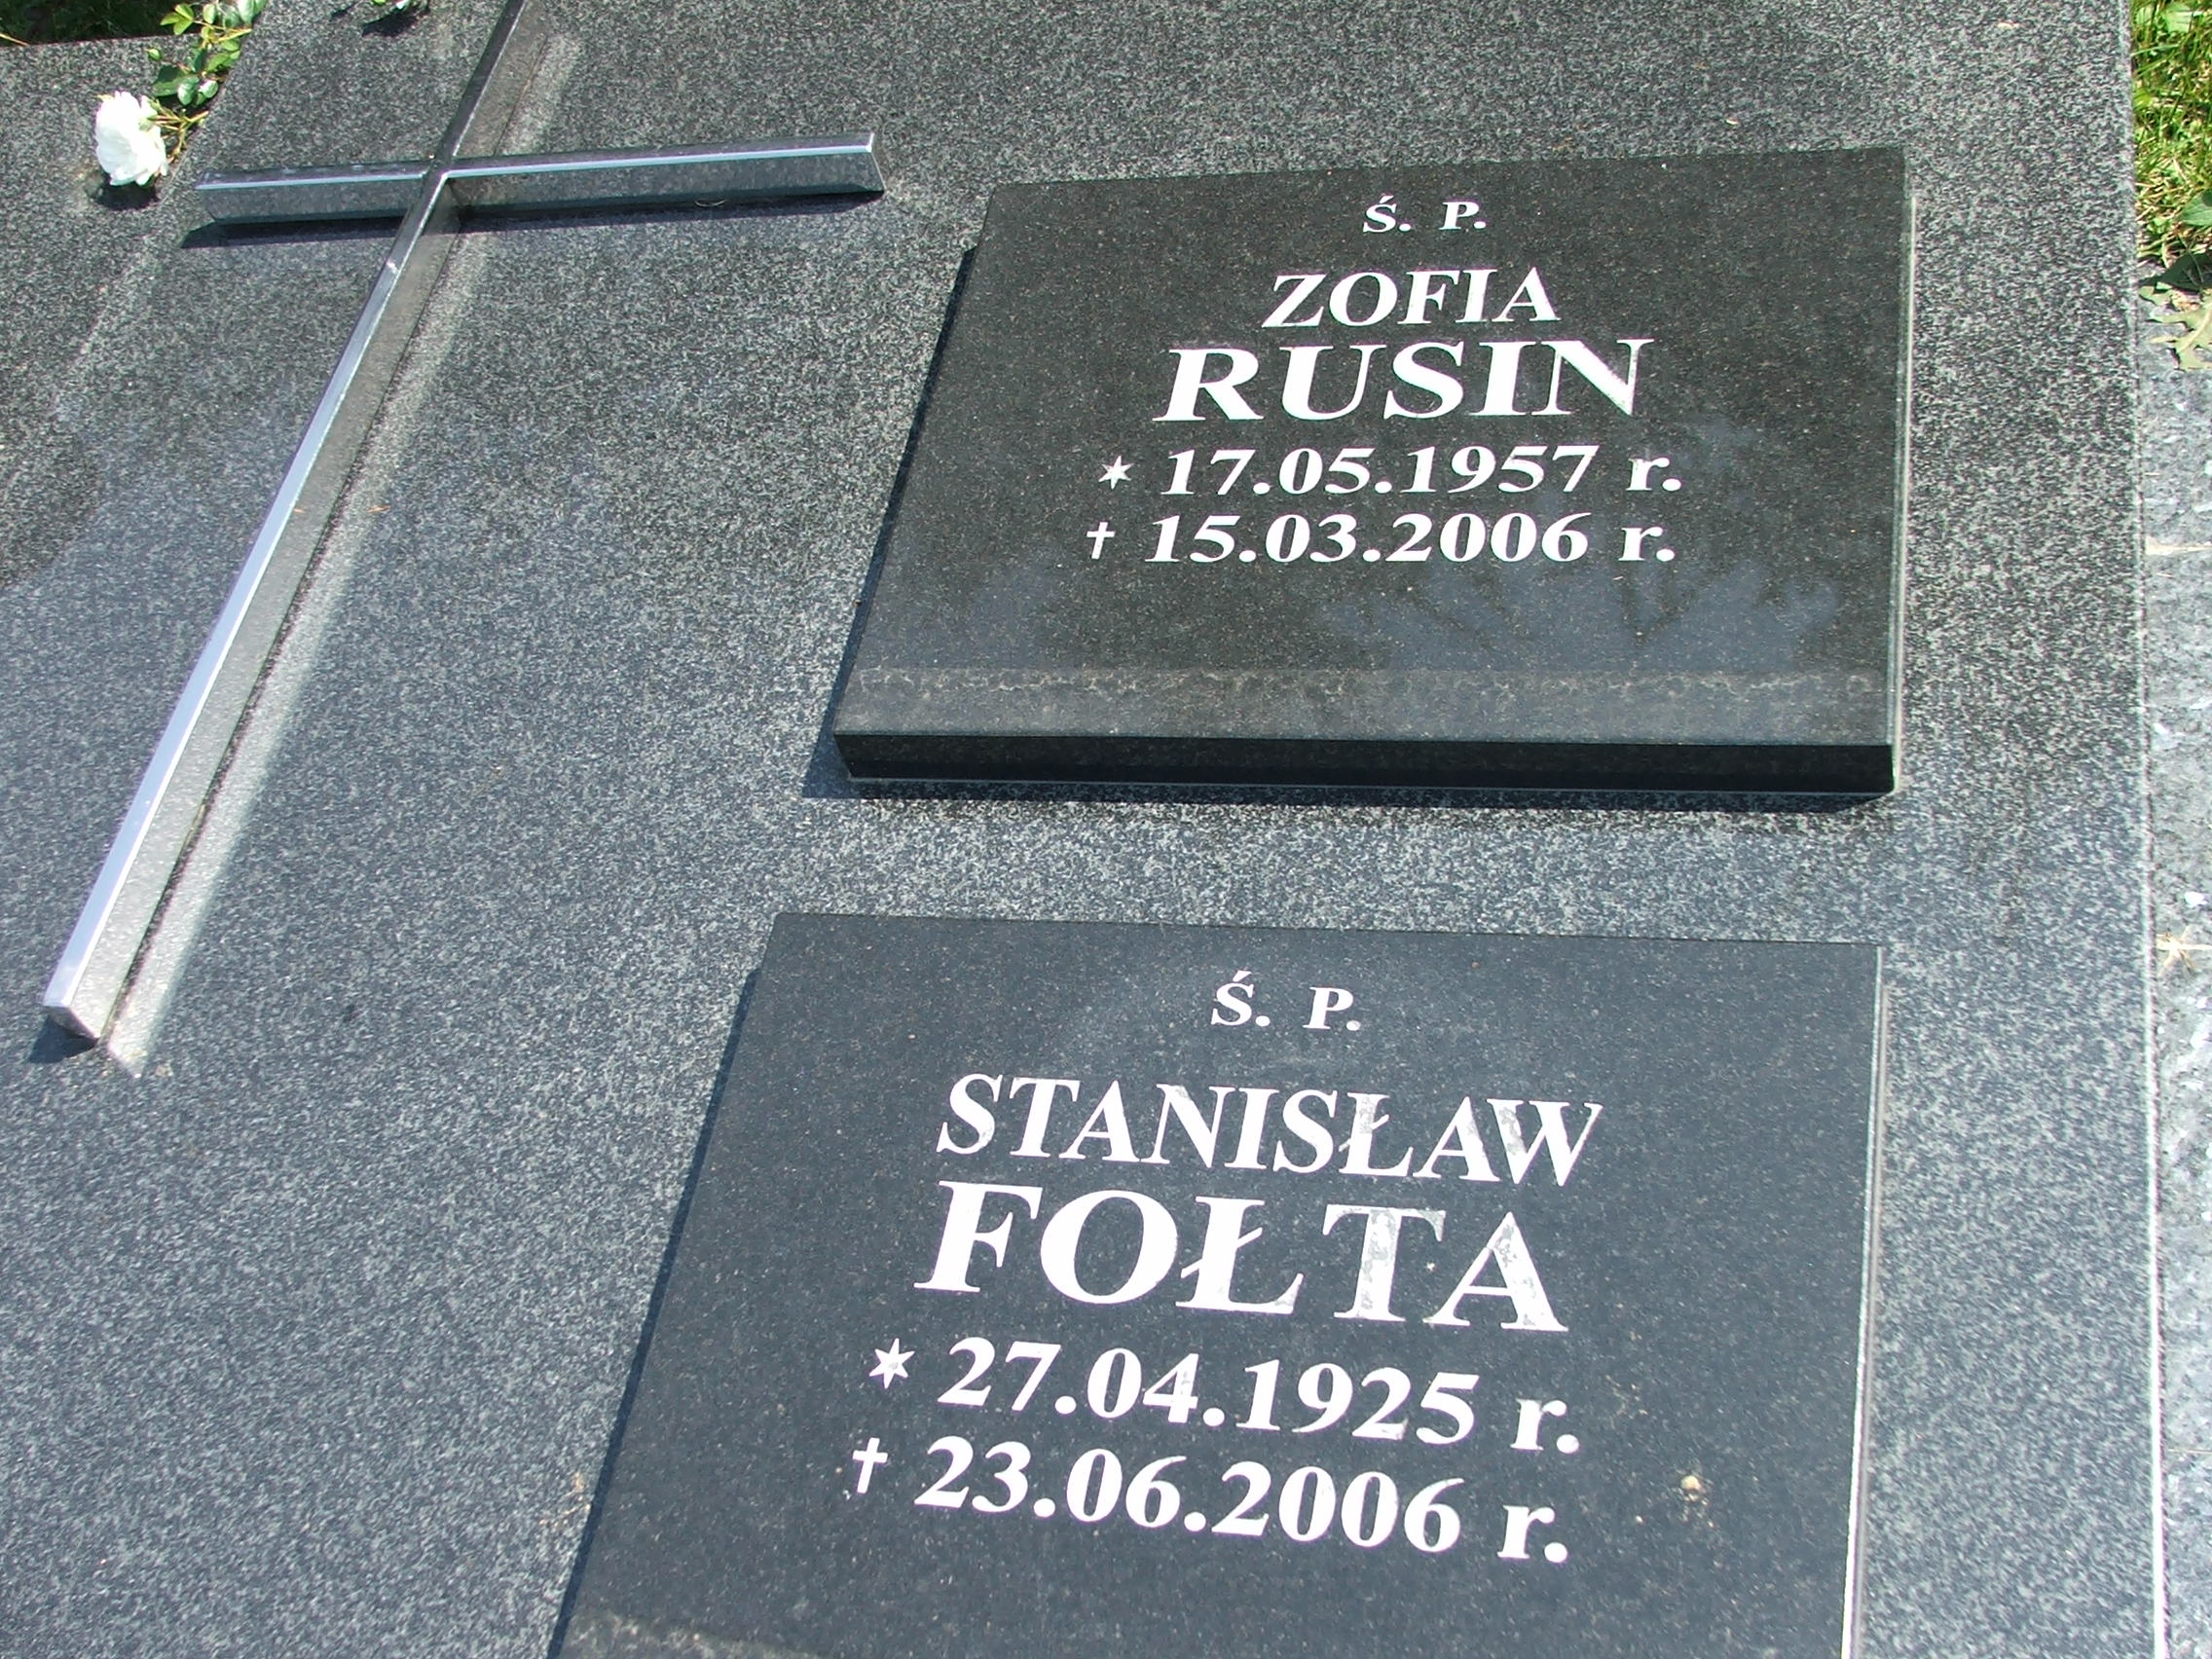 Ś. P.
ZOFIA
RUSIN
* 17.05.1957 r.
† 15.03.2006 r.
Ś. P.
STANISŁAW
FOŁTA
* 27.04.1925 r.
† 23.06.2006 r.